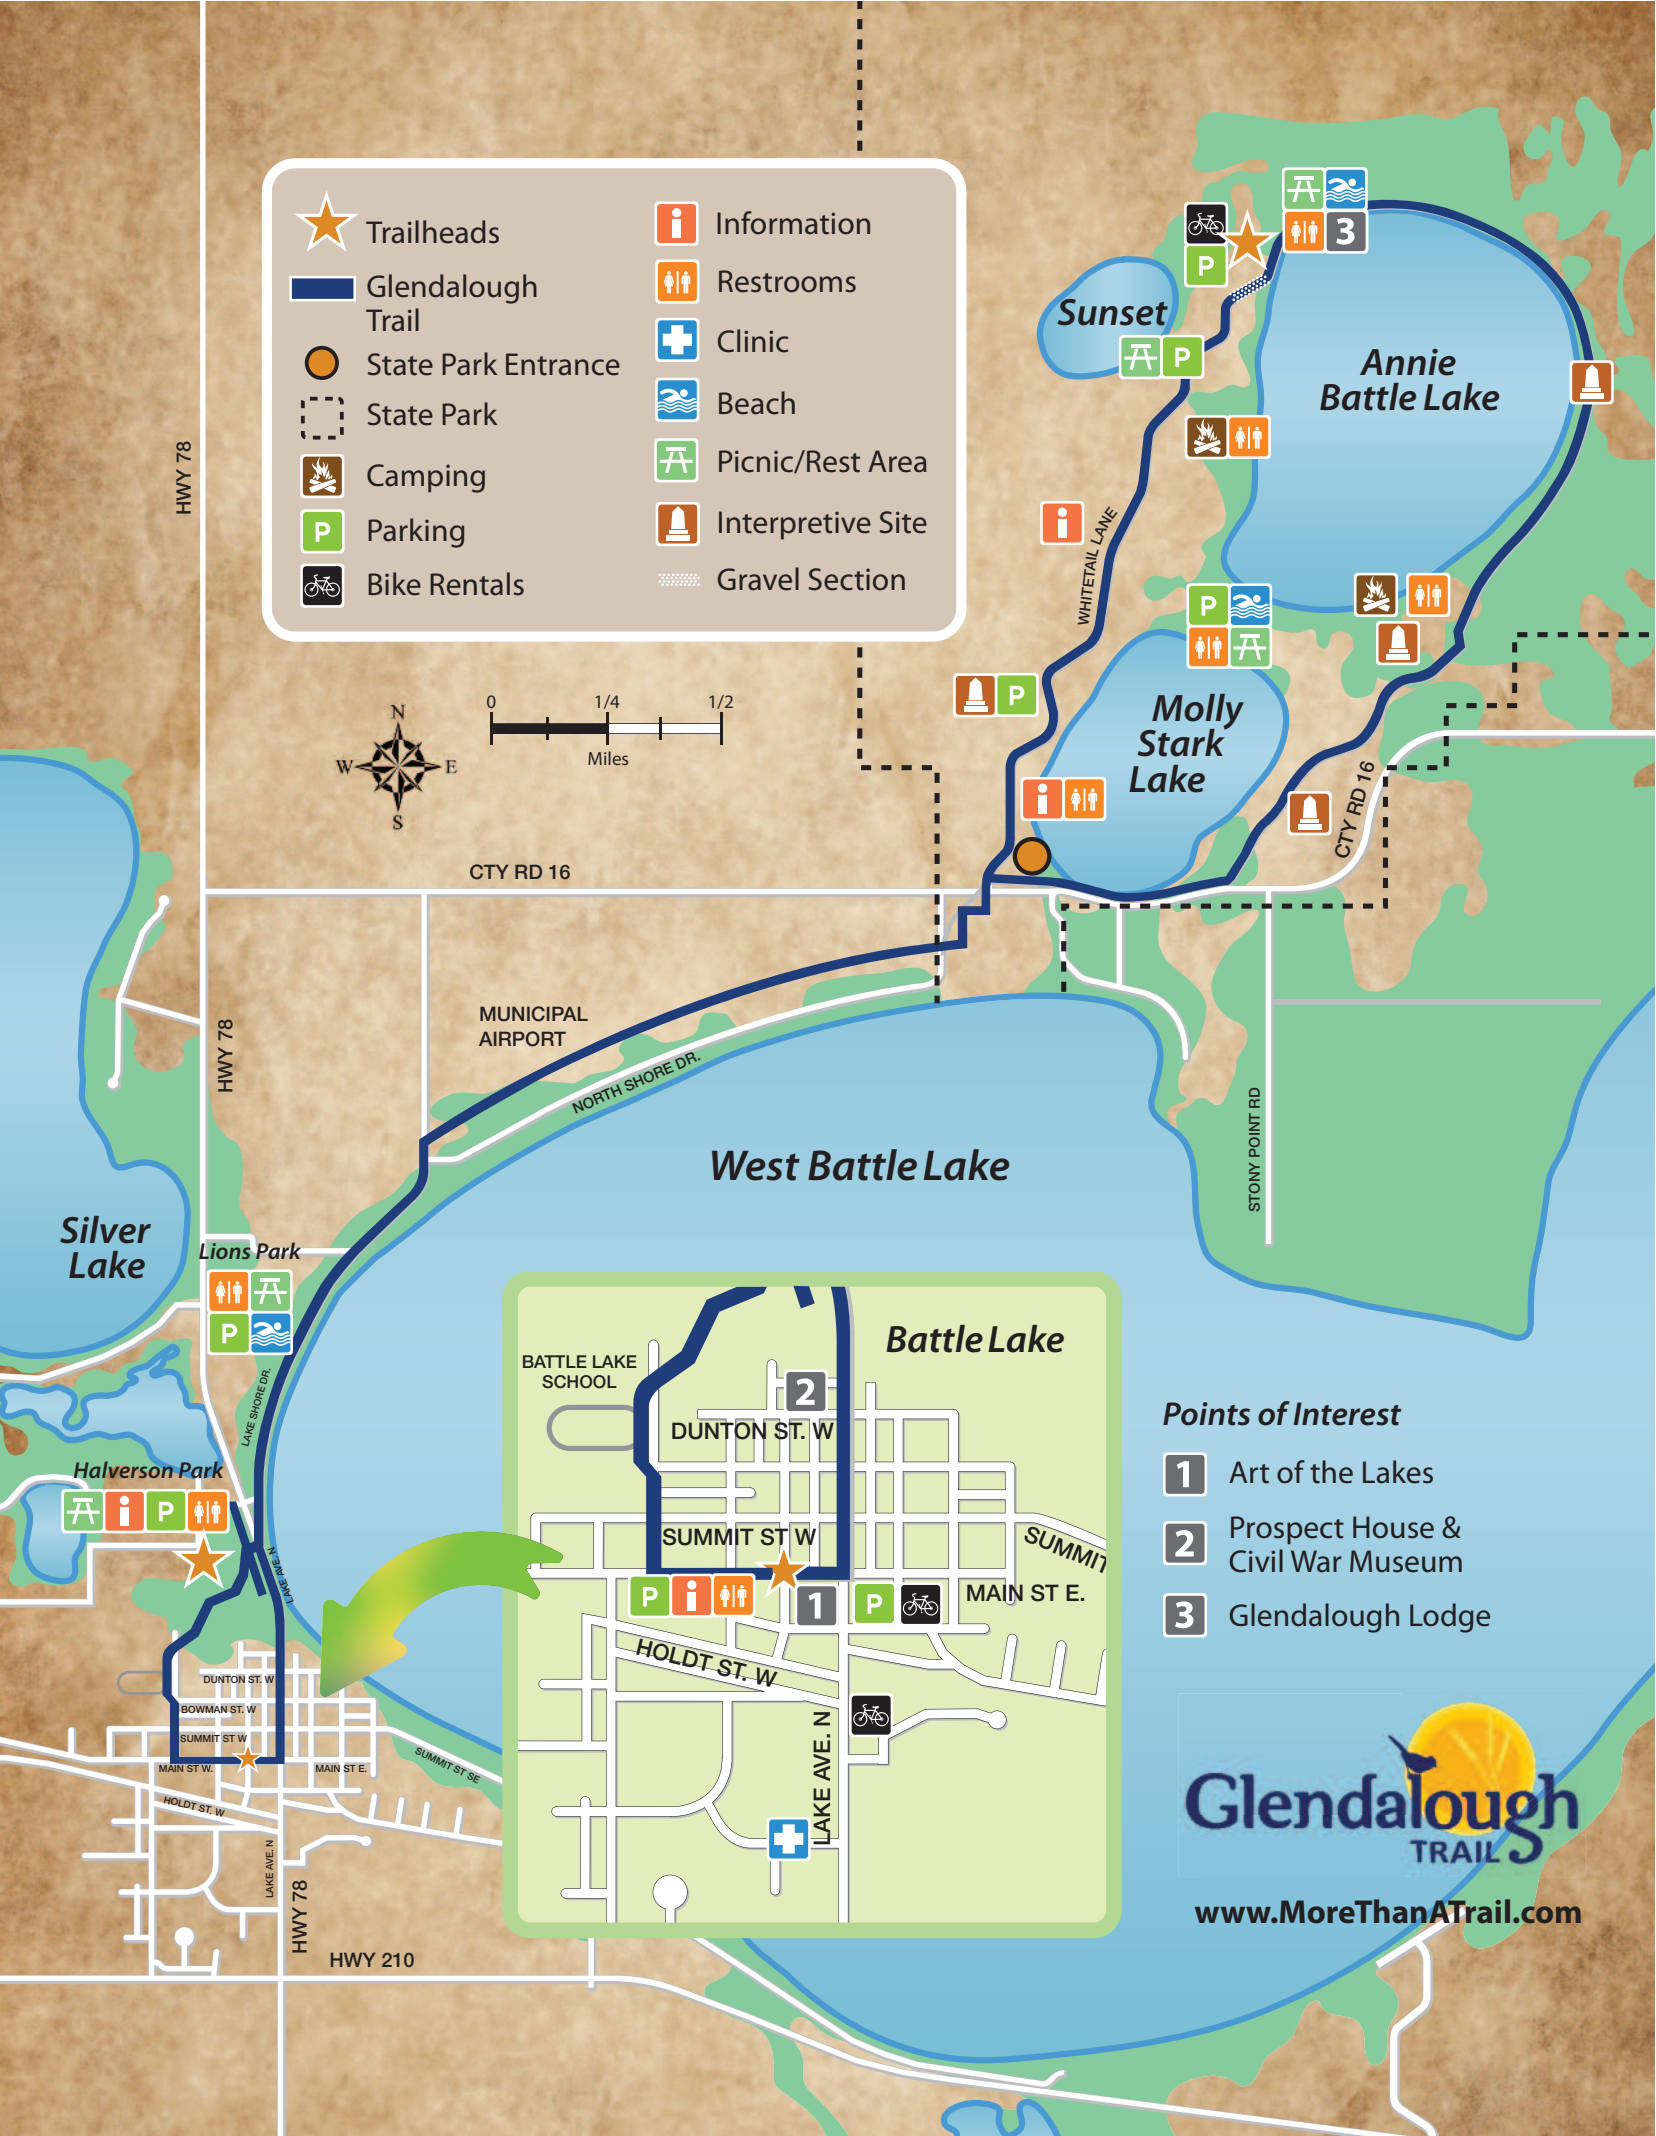 Trailheads
Glendalough
Trail
State Park Entrance
State Park
Camping
P
Parking
Bike Rentals
Information
Restrooms
Clinic
Beach
Picnic/Rest Area
Interpretive Site
Gravel Section
3
P
Sunset
P
Annie
Battle Lake
HWY 78
WHITETAIL LANE
P
P
Molly
Stark
Lake
0 1/4 1/2
Miles
N
W E
S
CTY RD 16
CTY RD 16
HWY 78
MUNICIPAL
AIRPORT
NORTH SHORE DR.
STONY POINT RD
West Battle Lake
Silver
Lake
Lions Park
P
LAKE SHORE DR.
Halverson Park
P
LAKE AVE. N
DUNTON ST. W
BOWMAN ST. W
SUMMIT ST W
MAIN ST W.
MAIN ST E.
SUMMIT ST SE
HOLDT ST. W
LAKE AVE. N
HWY 78
HWY 210
Battle Lake
BATTLE LAKE
SCHOOL
2
DUNTON ST. W
SUMMIT ST W
SUMMIT
P
1
P
MAIN ST E.
HOLDT ST. W
LAKE AVE. N
Points of Interest
1 Art of the Lakes
2 Prospect House &
Civil War Museum
3 Glendalough Lodge
Glendalough
TRAIL
www.MoreThanATrail.com